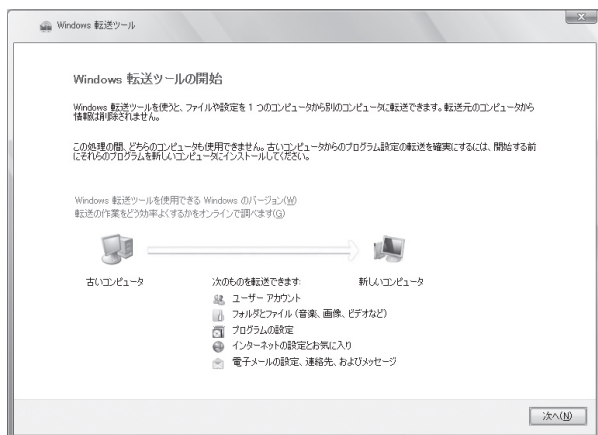 Windows 転送ツール
Windows 転送ツールの開始
Windows 転送ツールを使うと、ファイルや設定を 1 つのコンピュータから別のコンピュータに転送できます。転送元のコンピュータから
情報は削除されません。
この処理の間、どちらのコンピュータも使用できません。古いコンピュータからのプログラム設定の転送を確実にするには、開始する前
にそれらのプログラムを新しいコンピュータにインストールしてください。
Windows 転送ツールを使用できる Windows のバージョン(W)
転送の作業をどう効率よくするかをオンラインで調べます(G)
古いコンピュータ
次のものを転送できます:
新しいコンピュータ
ユーザー アカウント
フォルダとファイル (音楽、画像、ビデオなど)
プログラムの設定
インターネットの設定とお気に入り
電子メールの設定、連絡先、およびメッセージ
次へ(N)